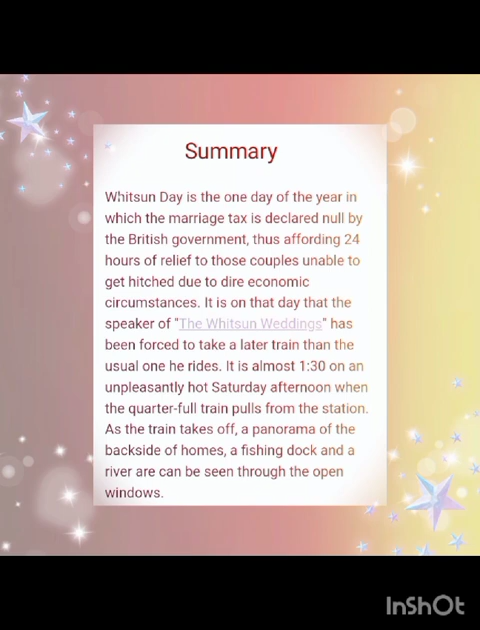 Summary
Whitsun Day is the one day of the year in
which the marriage tax is declared null by
the British government, thus affording 24
hours of relief to those couples unable to
get hitched due to dire economic
circumstances. It is on that day that the
speaker of "The Whitsun Weddings" has
been forced to take a later train than the
usual one he rides. It is almost 1:30 on an
unpleasantly hot Saturday afternoon when
the quarter-full train pulls from the station.
As the train takes off, a panorama of the
backside of homes, a fishing dock and a
river are can be seen through the open
windows.
InShOt